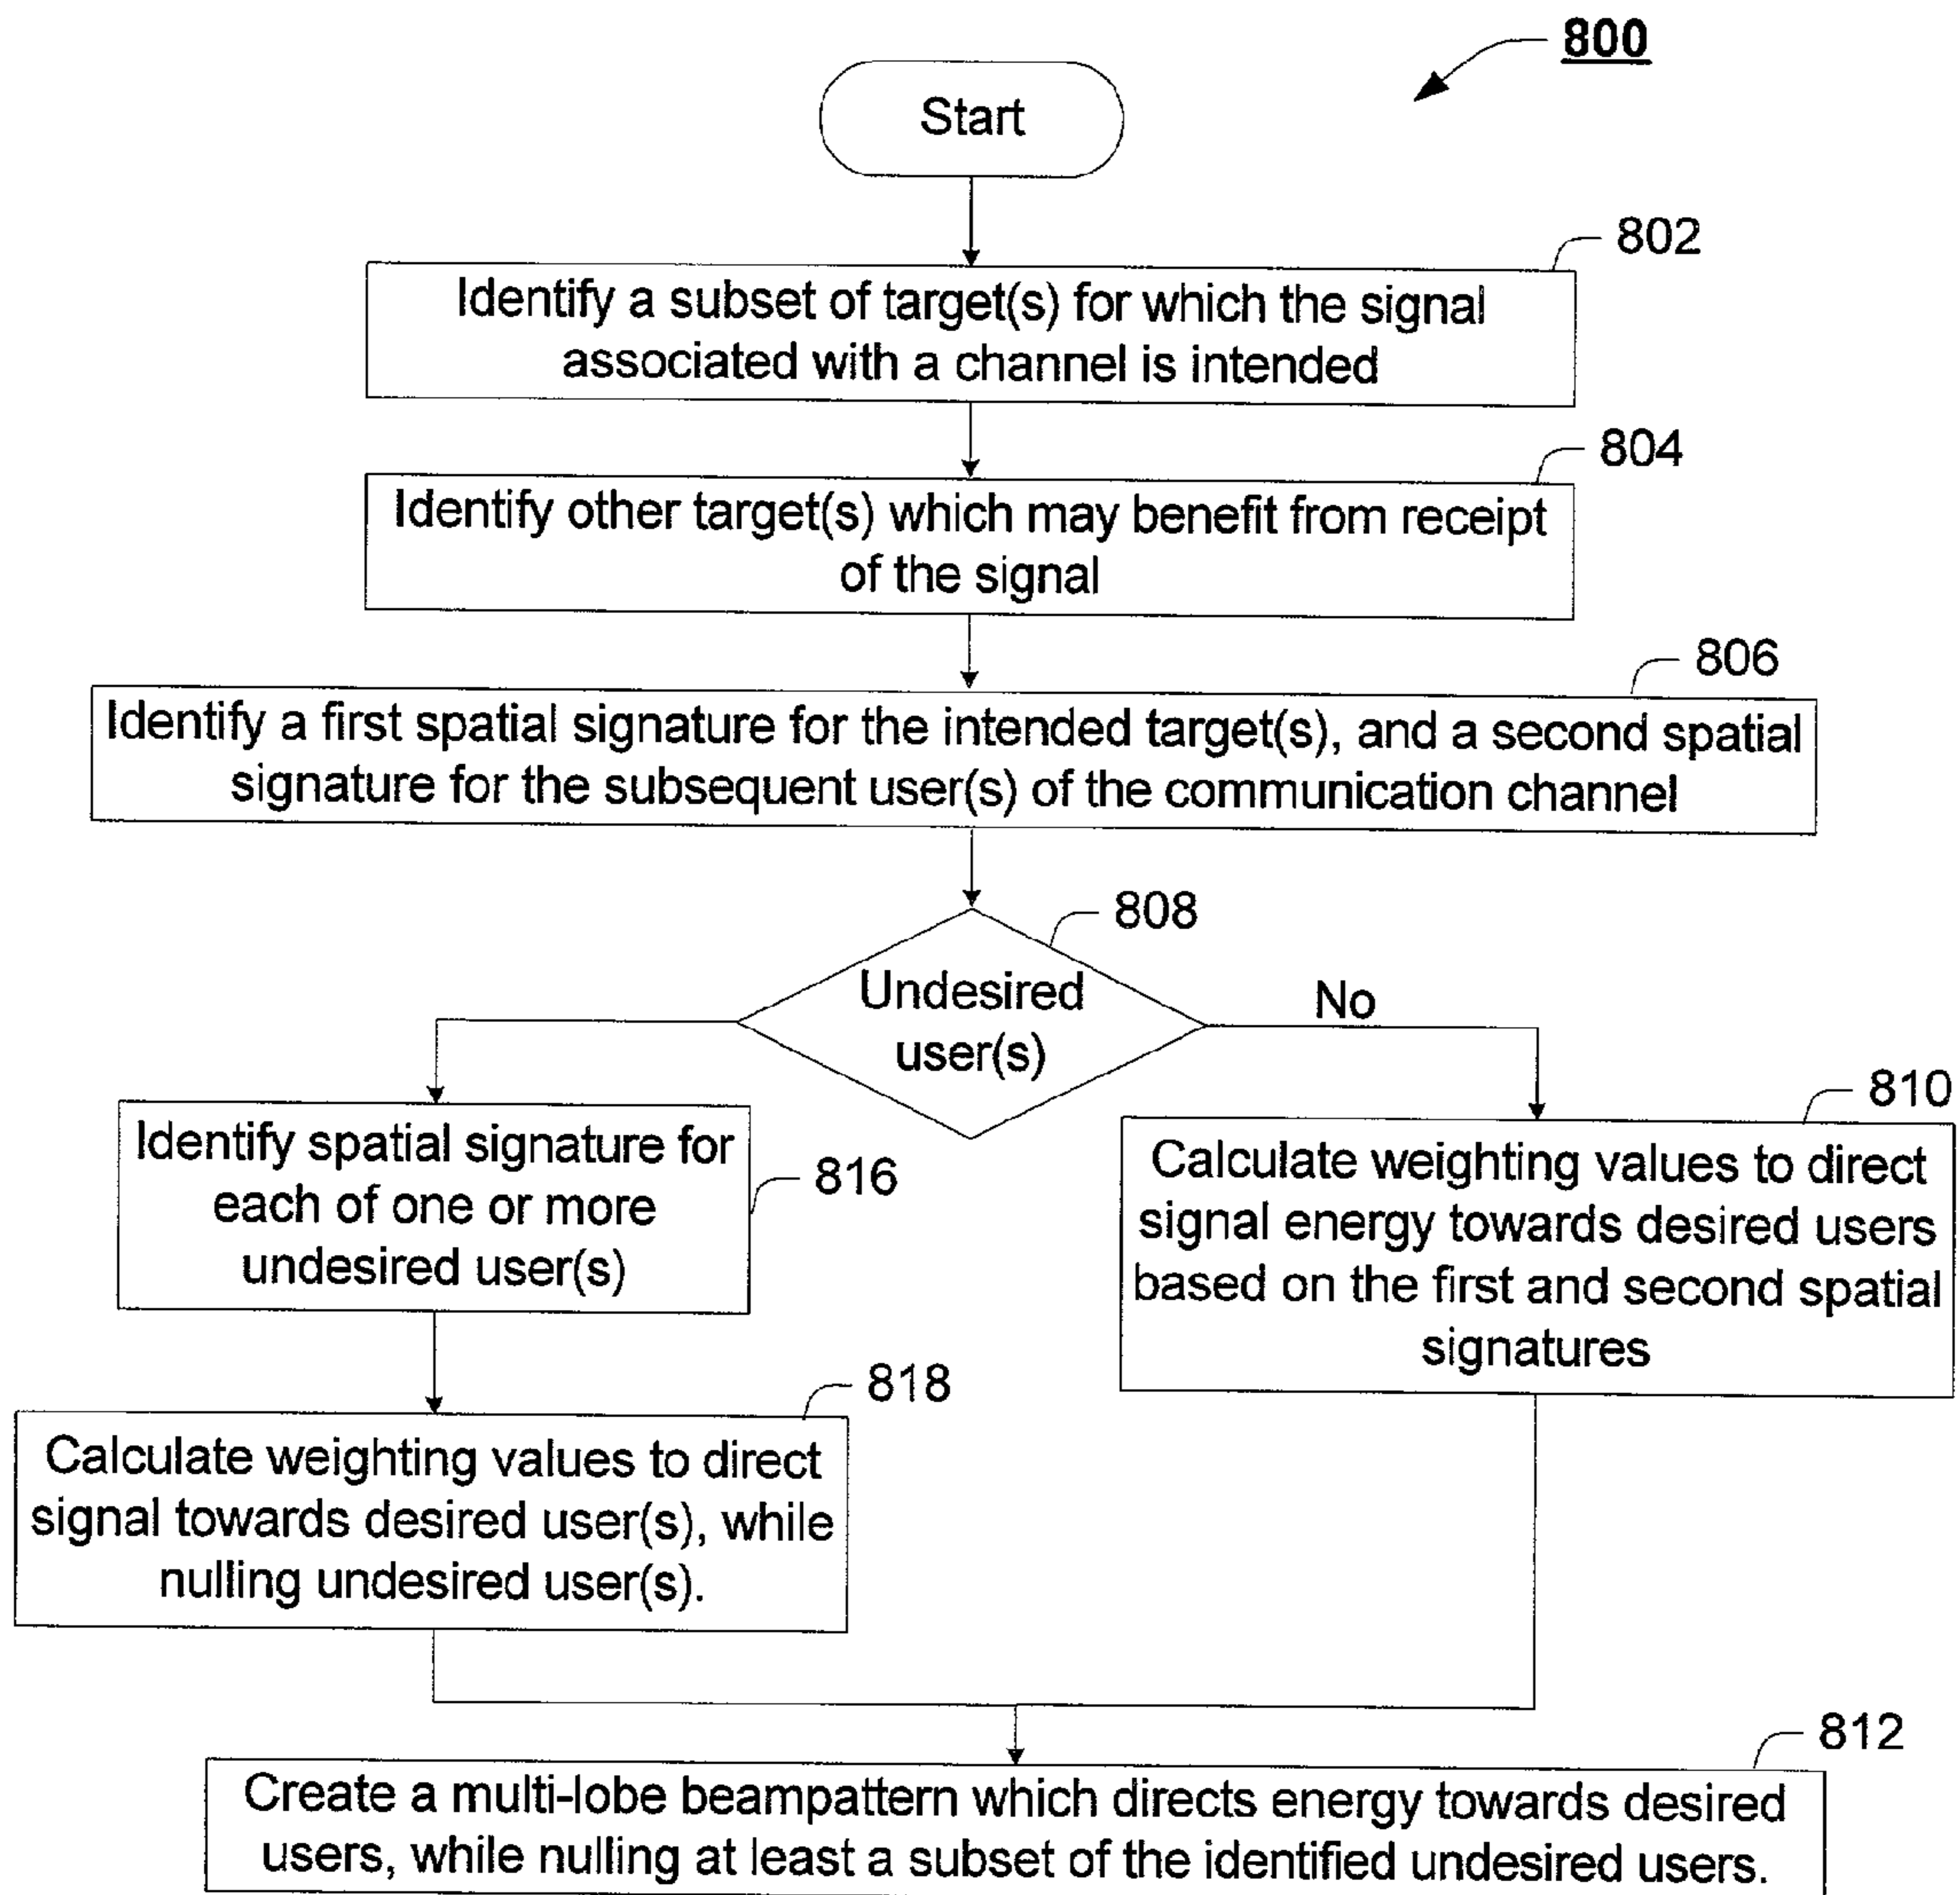 800
Start
802
Identify a subset of target(s) for which the signal
associated with a channel is intended
804
Identify other target(s) which may benefit from receipt
of the signal
806
Identify a first spatial signature for the intended target(s), and a second spatial
signature for the subsequent user(s) of the communication channel
808
Undesired
user(s)
No
816
Identify spatial signature for
each of one or more
undesired user(s)
810
Calculate weighting values to direct
signal energy towards desired users
based on the first and second spatial
signatures
818
Calculate weighting values to direct
signal towards desired user(s), while
nulling undesired user(s).
812
Create a multi-lobe beampattern which directs energy towards desired
users, while nulling at least a subset of the identified undesired users.